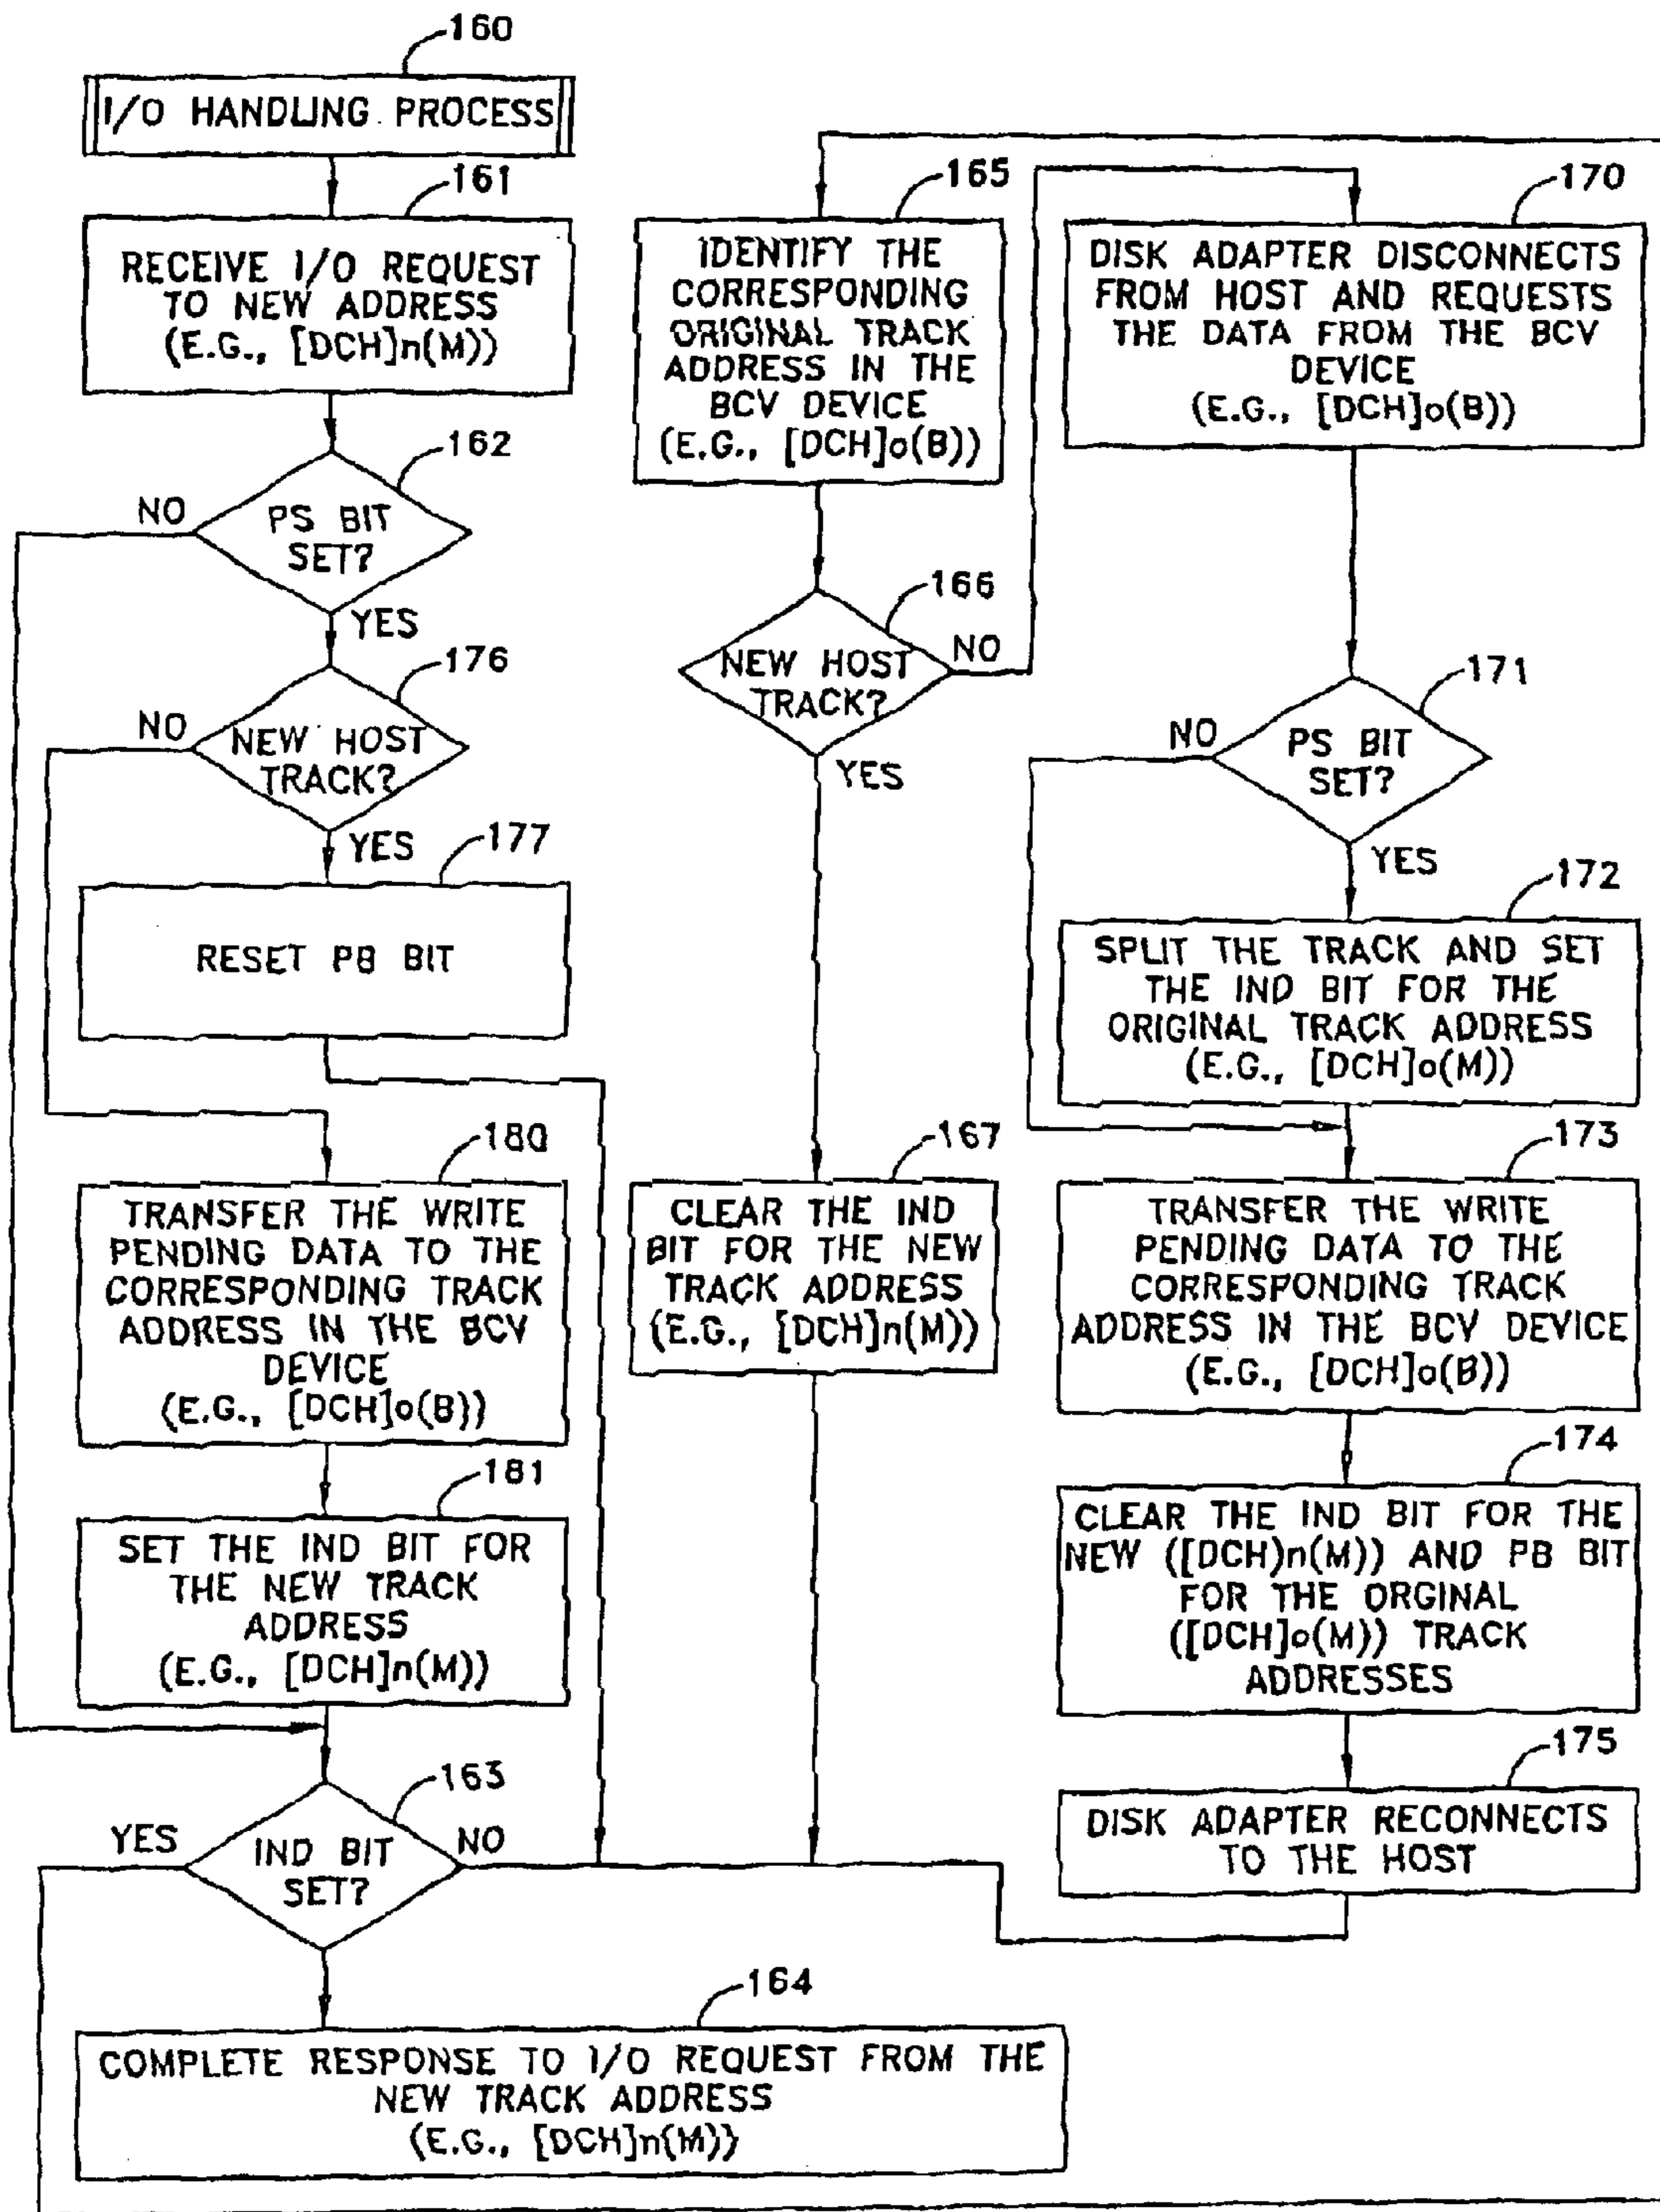 160
I/O HANDLING PROCESS
161
RECEIVE I/O REQUEST
TO NEW ADDRESS
(E.G., [DCH]n(M))
162
PS BIT
SET?
NO
YES
176
NEW HOST
TRACK?
NO
YES
177
RESET PB BIT
180
TRANSFER THE WRITE
PENDING DATA TO THE
CORRESPONDING TRACK
ADDRESS IN THE BCV
DEVICE
(E.G., [DCH]o(B))
181
SET THE IND BIT FOR
THE NEW TRACK
ADDRESS
(E.G., [DCH]n(M))
163
YES
IND BIT
SET?
NO
164
COMPLETE RESPONSE TO I/O REQUEST FROM THE
NEW TRACK ADDRESS
(E.G., [DCH]n(M))
165
IDENTIFY THE
CORRESPONDING
ORIGINAL TRACK
ADDRESS IN THE
BCV DEVICE
(E.G., [DCH]o(B))
166
NEW HOST
TRACK?
NO
YES
167
CLEAR THE IND
BIT FOR THE NEW
TRACK ADDRESS
(E.G., [DCH]n(M))
170
DISK ADAPTER DISCONNECTS
FROM HOST AND REQUESTS
THE DATA FROM THE BCV
DEVICE
(E.G., [DCH]o(B))
171
NO
PS BIT
SET?
YES
172
SPLIT THE TRACK AND SET
THE IND BIT FOR THE
ORIGINAL TRACK ADDRESS
(E.G., [DCH]o(M))
173
TRANSFER THE WRITE
PENDING DATA TO THE
CORRESPONDING TRACK
ADDRESS IN THE BCV DEVICE
(E.G., [DCH]o(B))
174
CLEAR THE IND BIT FOR THE
NEW ([DCH)n(M)) AND PB BIT
FOR THE ORGINAL
([DCH]o(M)) TRACK
ADDRESSES
175
DISK ADAPTER RECONNECTS
TO THE HOST